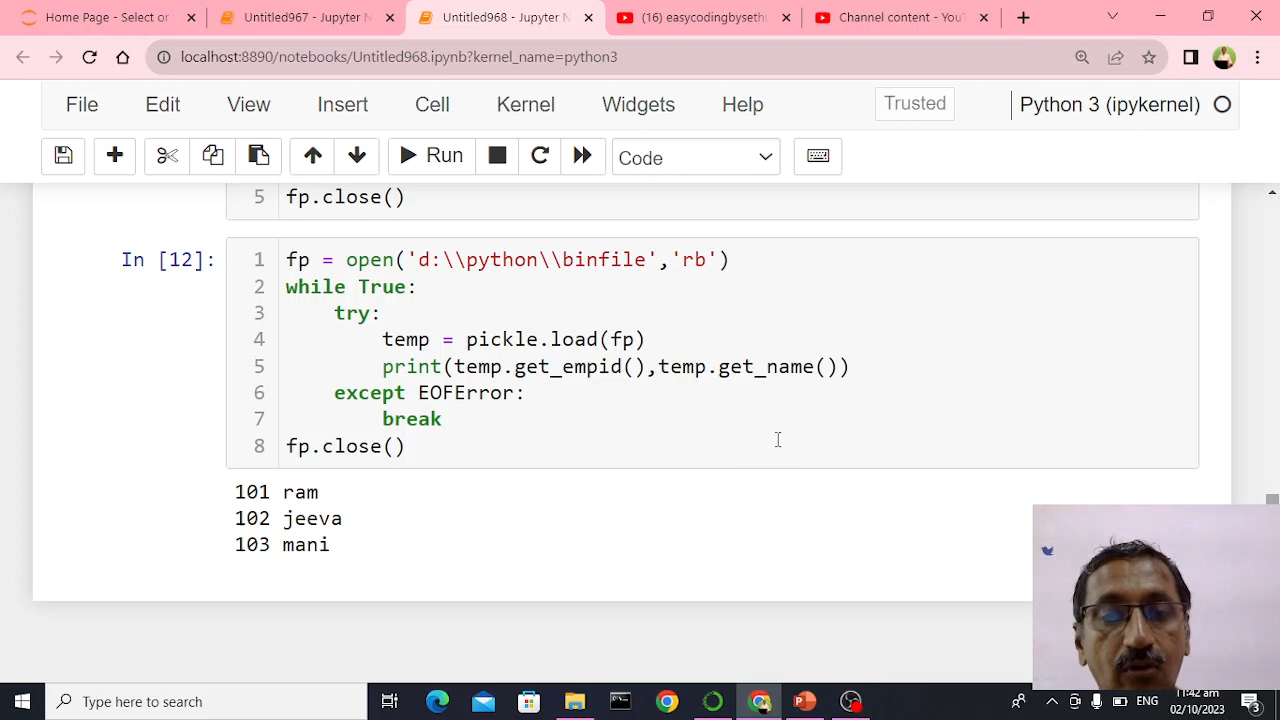 Home Page - Select or
Untitled967 - Jupyter N
Untitled968 - Jupyter N
(16) easycodingbysethu
Channel content - YouT
localhost:8890/notebooks/Untitled968.ipynb?kernel_name=python3
File Edit View Insert Cell Kernel Widgets Help Trusted Python 3 (ipykernel)
Run Code
5 fp.close()
In [12]:
1 fp = open('d:\\python\\binfile','rb')
2 while True:
3 try:
4 temp = pickle.load(fp)
5 print(temp.get_empid(),temp.get_name())
6 except EOFError:
7 break
8 fp.close()
101 ram
102 jeeva
103 mani
Type here to search
ENG
11:42 am
02/10/2023
3